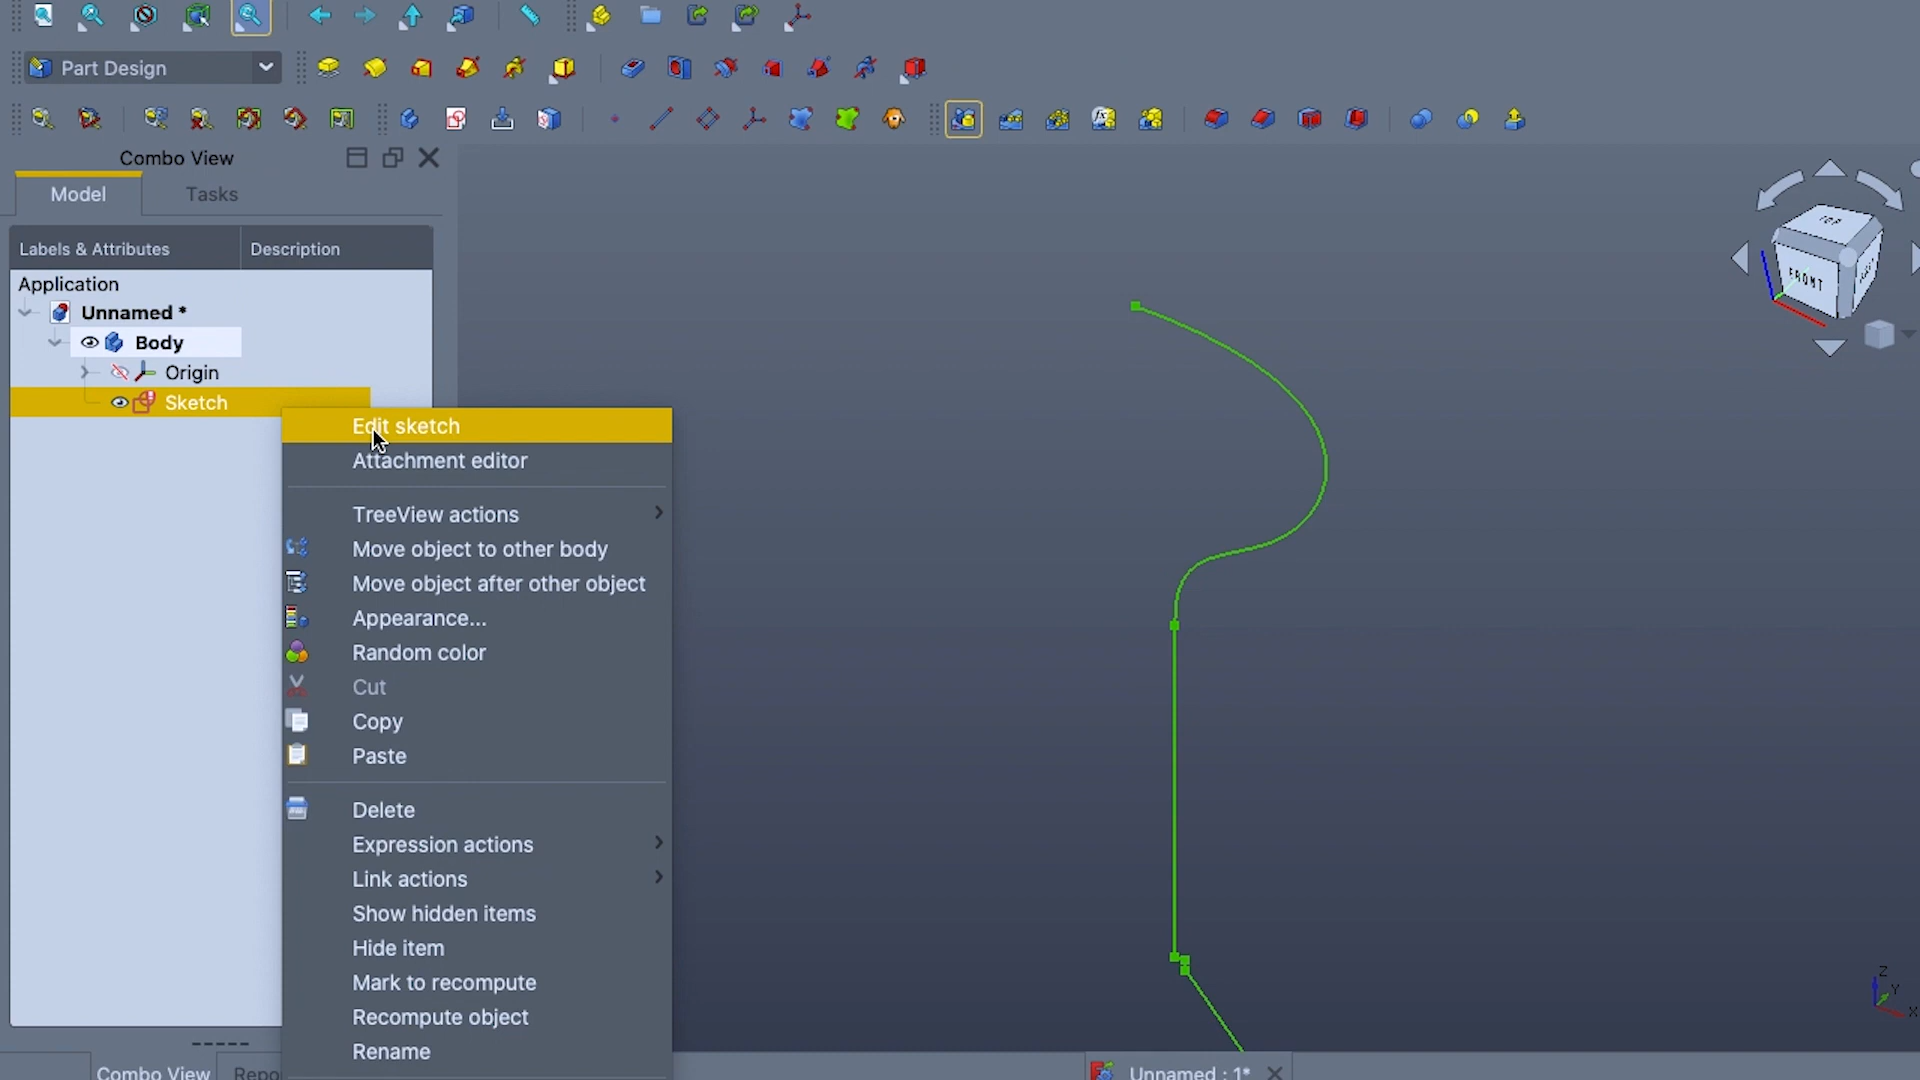 Part Design
Combo View
Model
Tasks
Labels & Attributes
Description
Application
Unnamed *
Body
Origin
Sketch
Edit sketch
Attachment editor
TreeView actions
Move object to other body
Move object after other object
Appearance...
Random color
Cut
Copy
Paste
Delete
Expression actions
Link actions
Show hidden items
Hide item
Mark to recompute
Recompute object
Rename
TOP
FRONT
Z
Y
X
Combo View
Repo
Unnamed : 1*